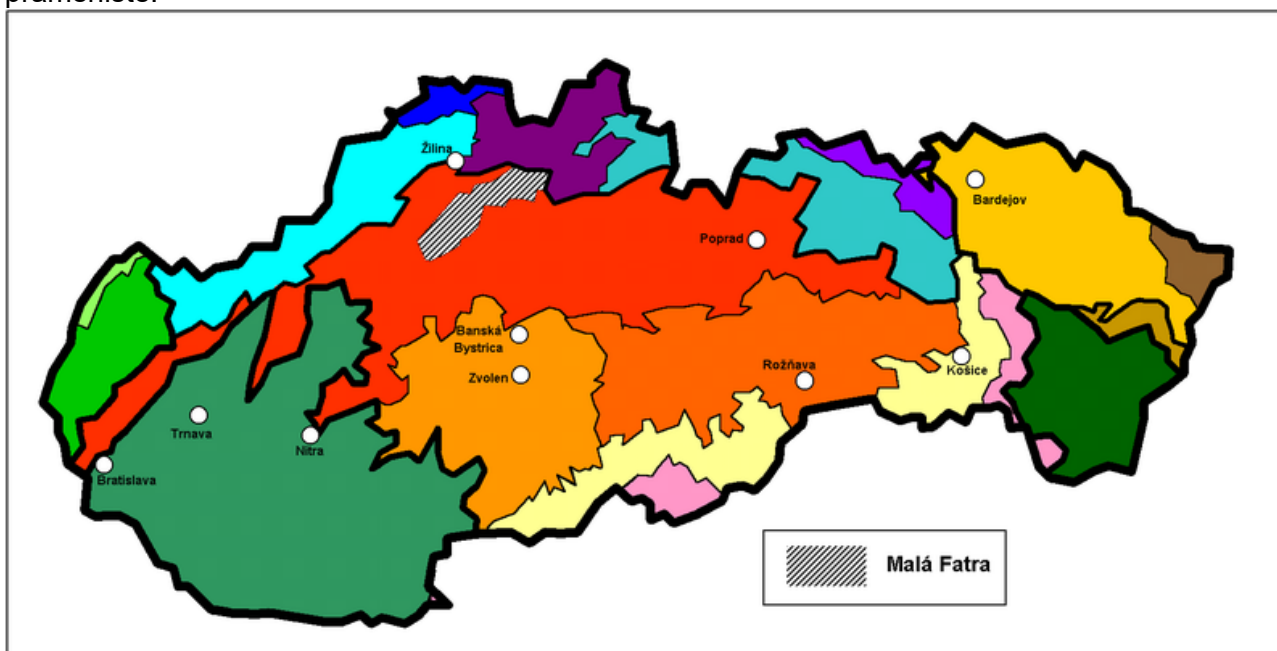 Žilina
Bardejov
Poprad
Banská
Bystrica
Zvolen
Rožňava
Košice
Trnava
Nitra
Bratislava
Malá Fatra